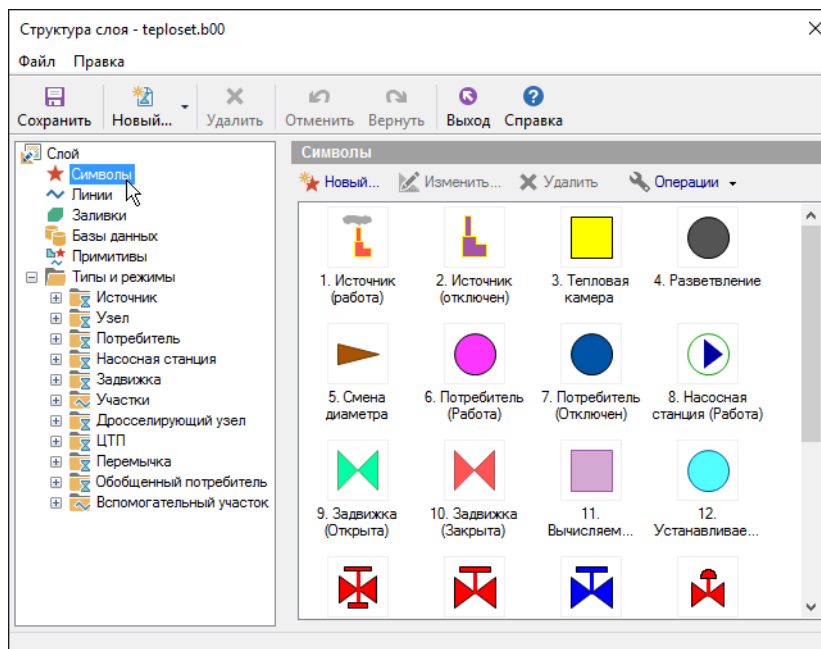 Структура слоя - teploset.b00
Файл Правка
Сохранить Новый... Удалить Отменить Вернуть Выход Справка
Слой
Символы
Линии
Заливки
Базы данных
Примитивы
Типы и режимы
Источник
Узел
Потребитель
Насосная станция
Задвижка
Участки
Дросселирующий узел
ЦТП
Перемычка
Обобщенный потребитель
Вспомогательный участок
Символы
Новый... Изменить... Удалить Операции
1. Источник
(работа)
2. Источник
(отключен)
3. Тепловая
камера
4. Разветвление
5. Смена
диаметра
6. Потребитель
(Работа)
7. Потребитель
(Отключен)
8. Насосная
станция (Работа)
9. Задвижка
(Открыта)
10. Задвижка
(Закрыта)
11.
Вычисляем...
12.
Устанавливае...